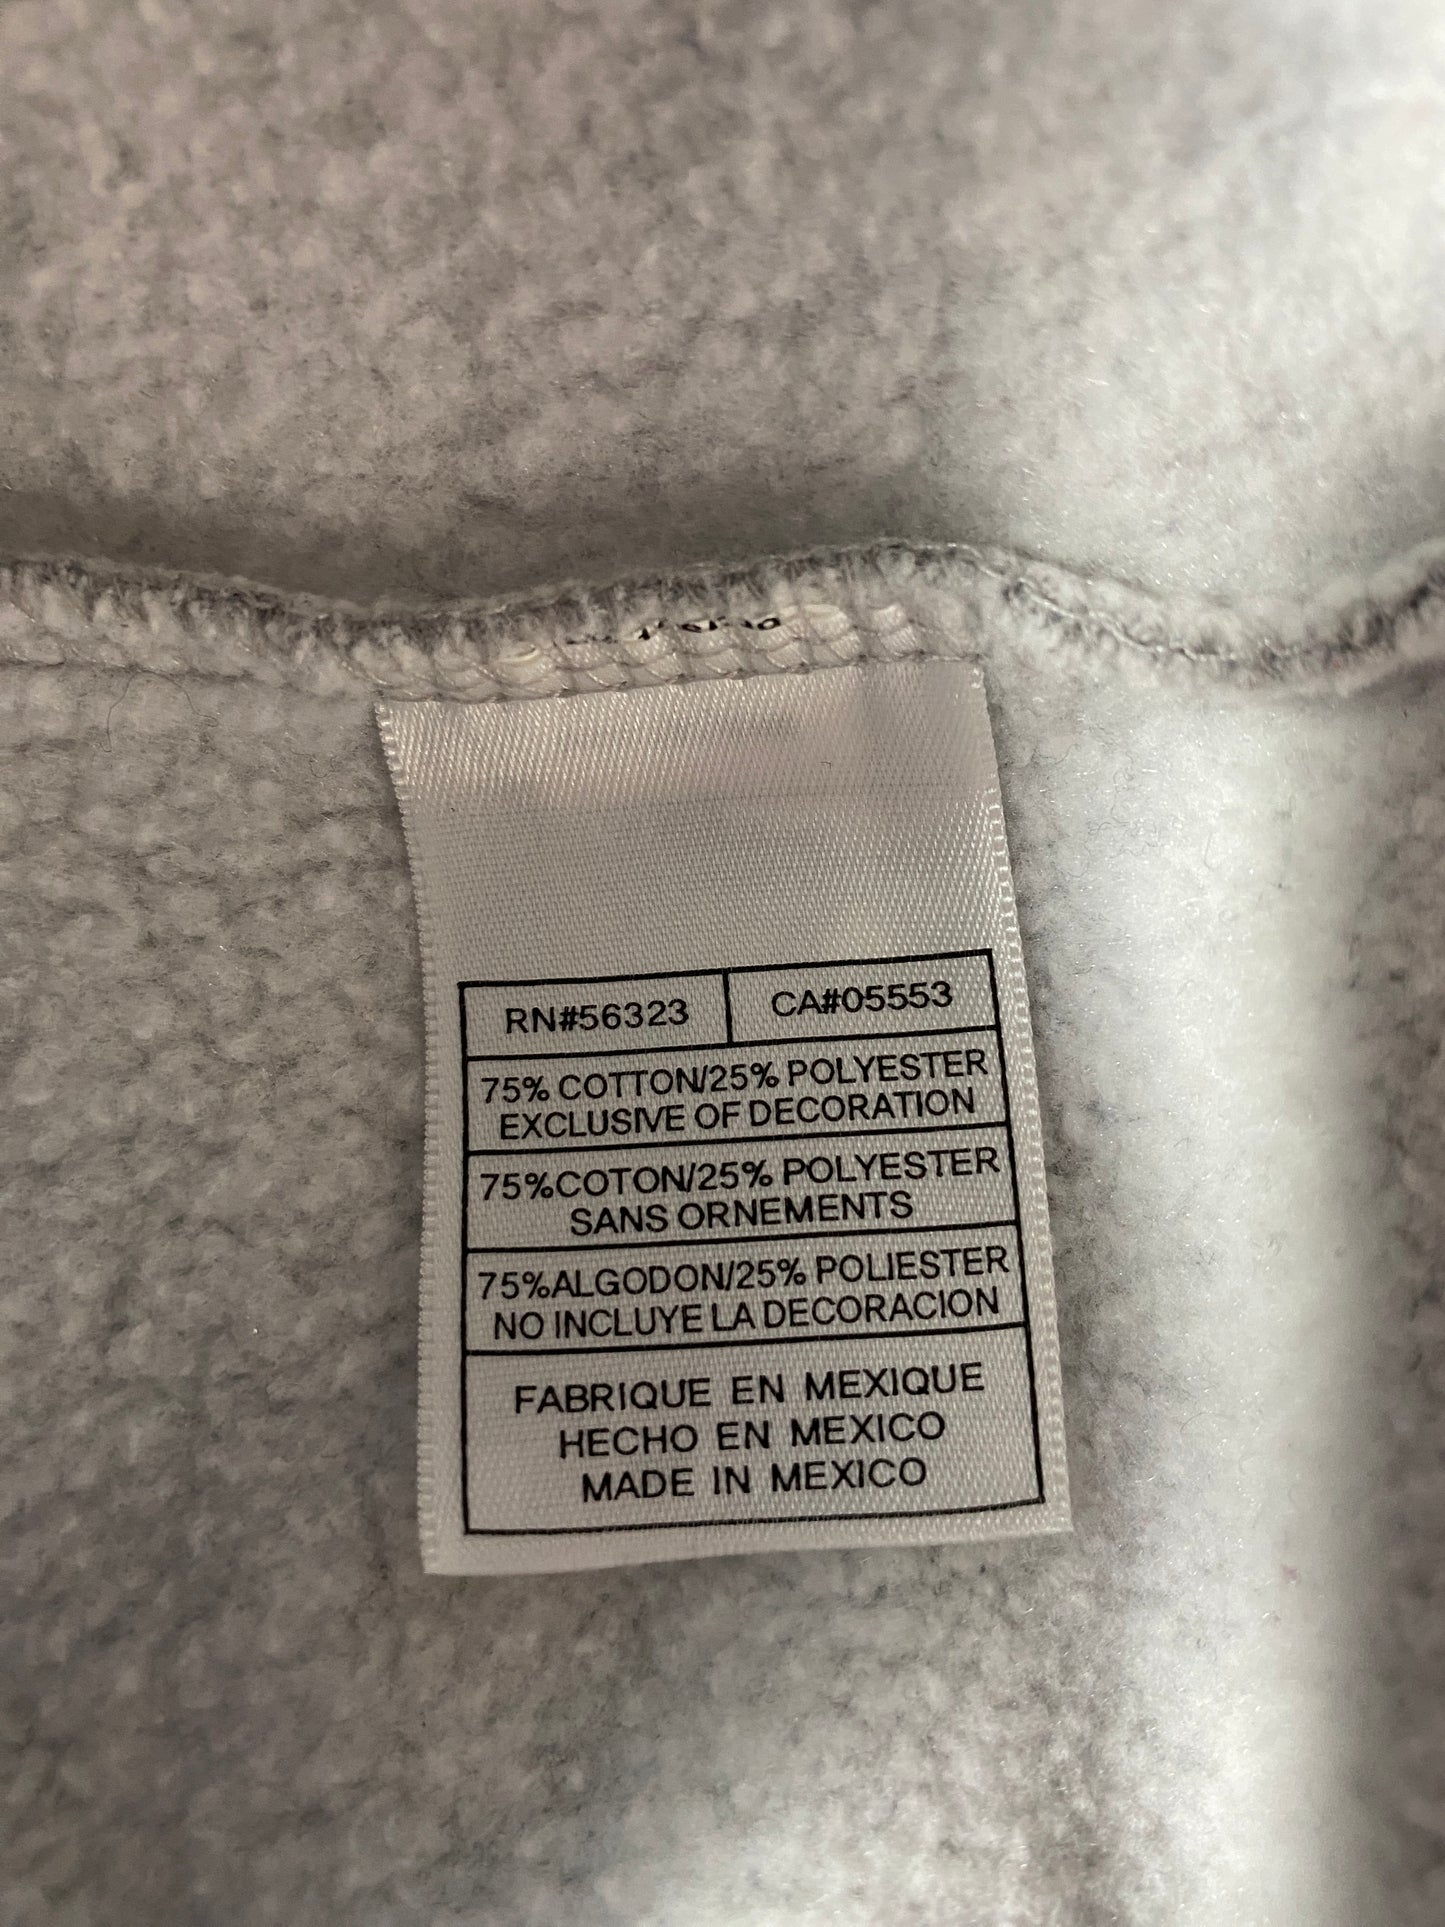 RN#56323 CA#05553
75% COTTON/25% POLYESTER
EXCLUSIVE OF DECORATION
75%COTON/25% POLYESTER
SANS ORNEMENTS
75%ALGODON/25% POLIESTER
NO INCLUYE LA DECORACION
FABRIQUE EN MEXIQUE
HECHO EN MEXICO
MADE IN MEXICO